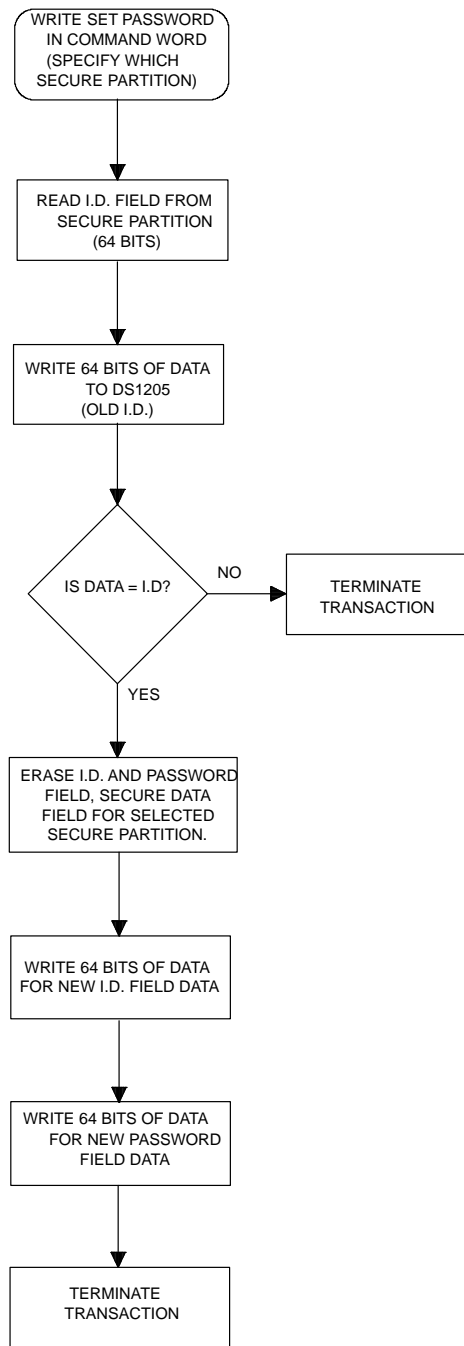 WRITE SET PASSWORD
IN COMMAND WORD
(SPECIFY WHICH
SECURE PARTITION)
READ I.D. FIELD FROM
SECURE PARTITION
(64 BITS)
WRITE 64 BITS OF DATA
TO DS1205
(OLD I.D.)
IS DATA = I.D?
NO
TERMINATE
TRANSACTION
YES
ERASE I.D. AND PASSWORD
FIELD, SECURE DATA
FIELD FOR SELECTED
SECURE PARTITION.
WRITE 64 BITS OF DATA
FOR NEW I.D. FIELD DATA
WRITE 64 BITS OF DATA
FOR NEW PASSWORD
FIELD DATA
TERMINATE
TRANSACTION